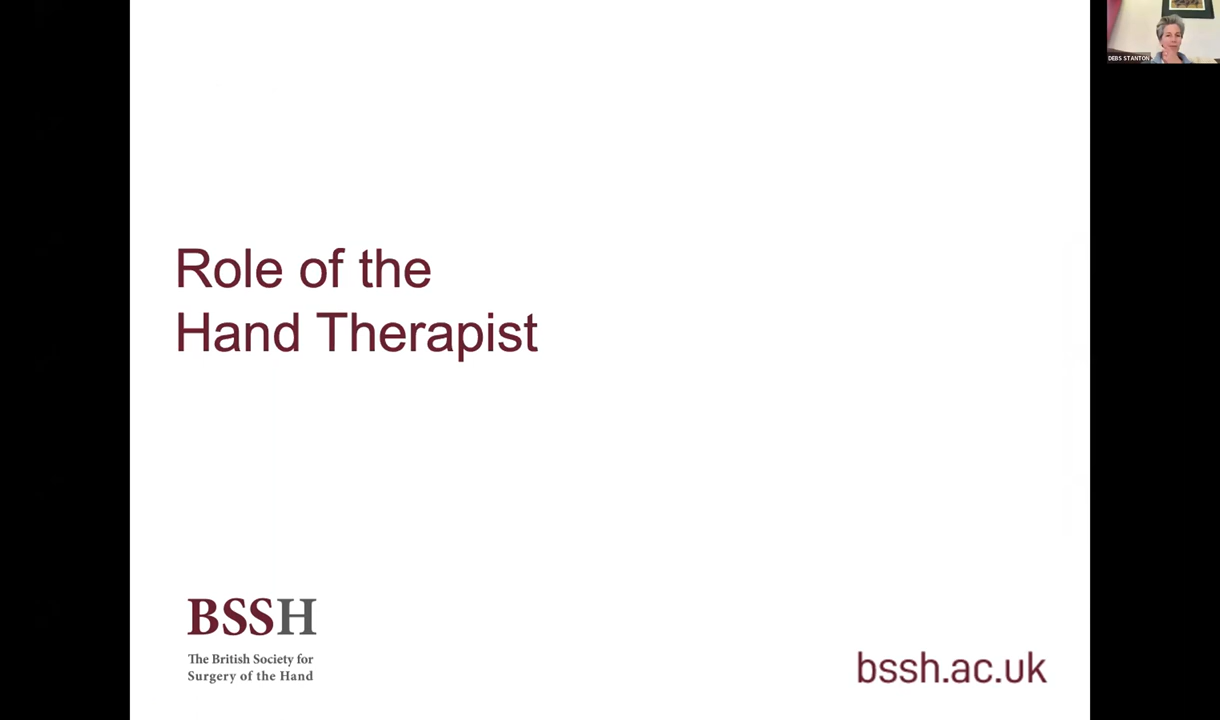 DEBS STANTON
Role of the
Hand Therapist
BSSH
The British Society for
Surgery of the Hand
bssh.ac.uk